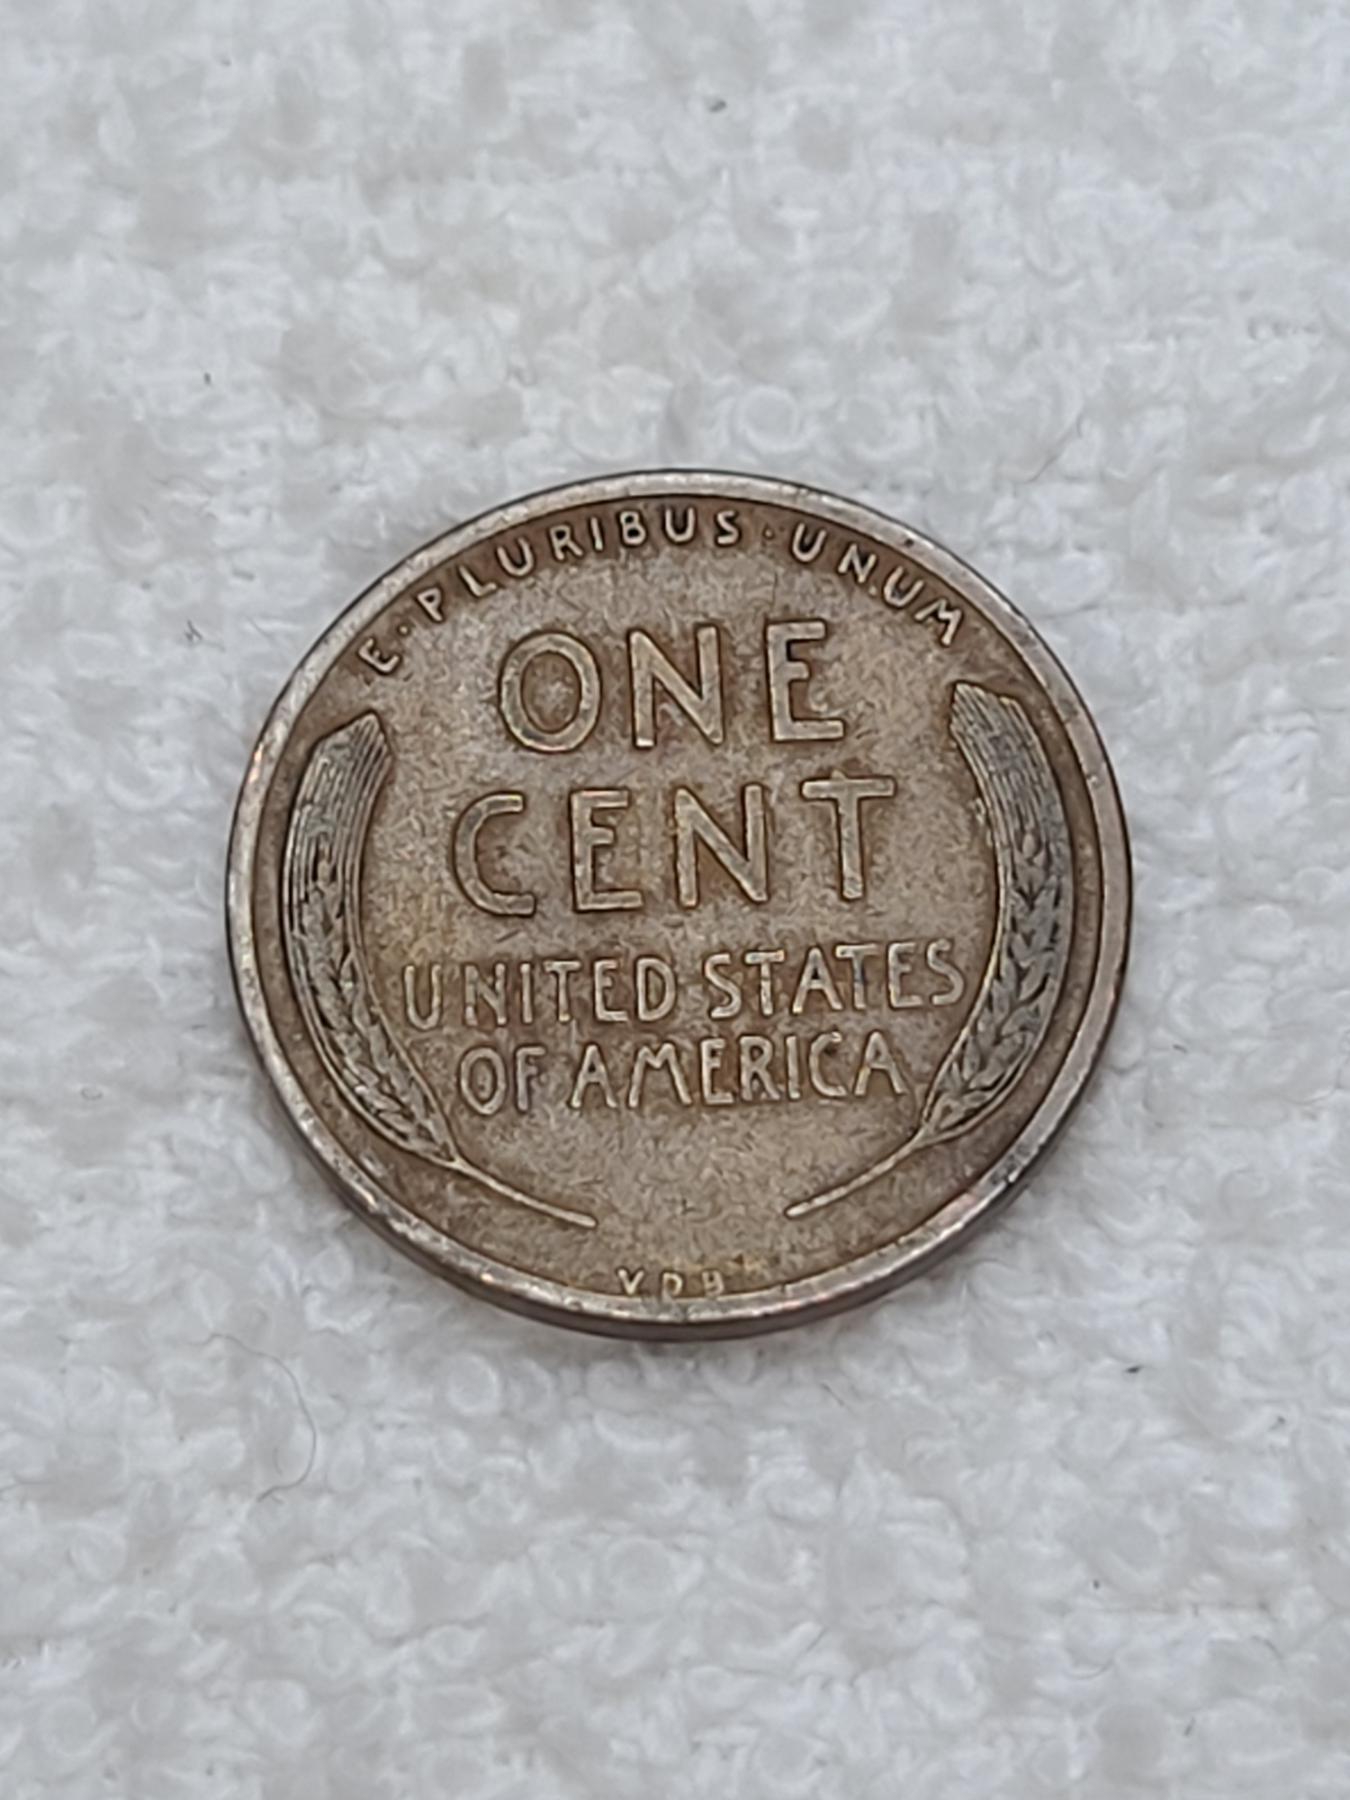 E·PLURIBUS·UNUM
ONE
CENT
UNITED STATES
OF AMERICA
VDB